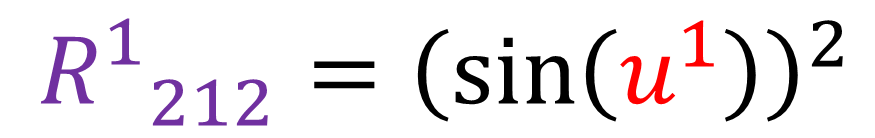 R¹₂₁₂ = (sin(u¹))²